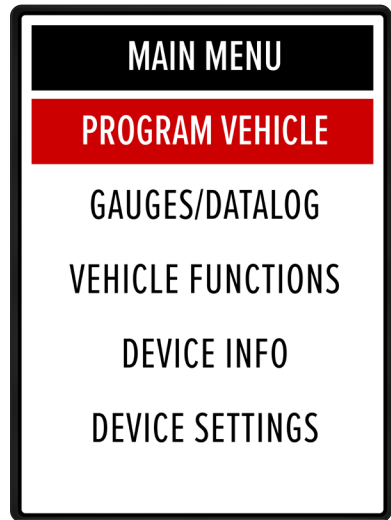 MAIN MENU
PROGRAM VEHICLE
GAUGES/DATALOG
VEHICLE FUNCTIONS
DEVICE INFO
DEVICE SETTINGS